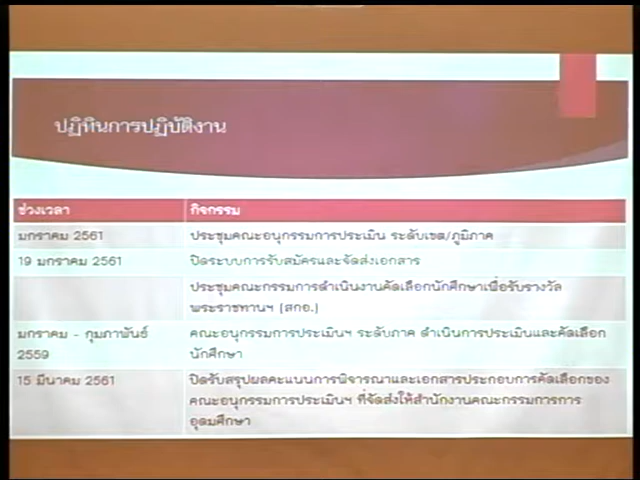 ปฏิทินการปฏิบัติงาน
ช่วงเวลา กิจกรรม
มกราคม 2561 ประชุมคณะอนุกรรมการประเมิน ระดับเขต/ภูมิภาค
19 มกราคม 2561 ปิดระบบการรับสมัครและจัดส่งเอกสาร
ประชุมคณะกรรมการดำเนินงานคัดเลือกนักศึกษาเพื่อรับรางวัล
พระราชทานฯ (สกอ.)
มกราคม - กุมภาพันธ์ คณะอนุกรรมการประเมินฯ ระดับภาค ดำเนินการประเมินและคัดเลือก
2559 นักศึกษา
15 มีนาคม 2561 ปิดรับสรุปผลคะแนนการพิจารณาและเอกสารประกอบการคัดเลือกของ
คณะอนุกรรมการประเมินฯ ที่จัดส่งให้สำนักงานคณะกรรมการการ
อุดมศึกษา